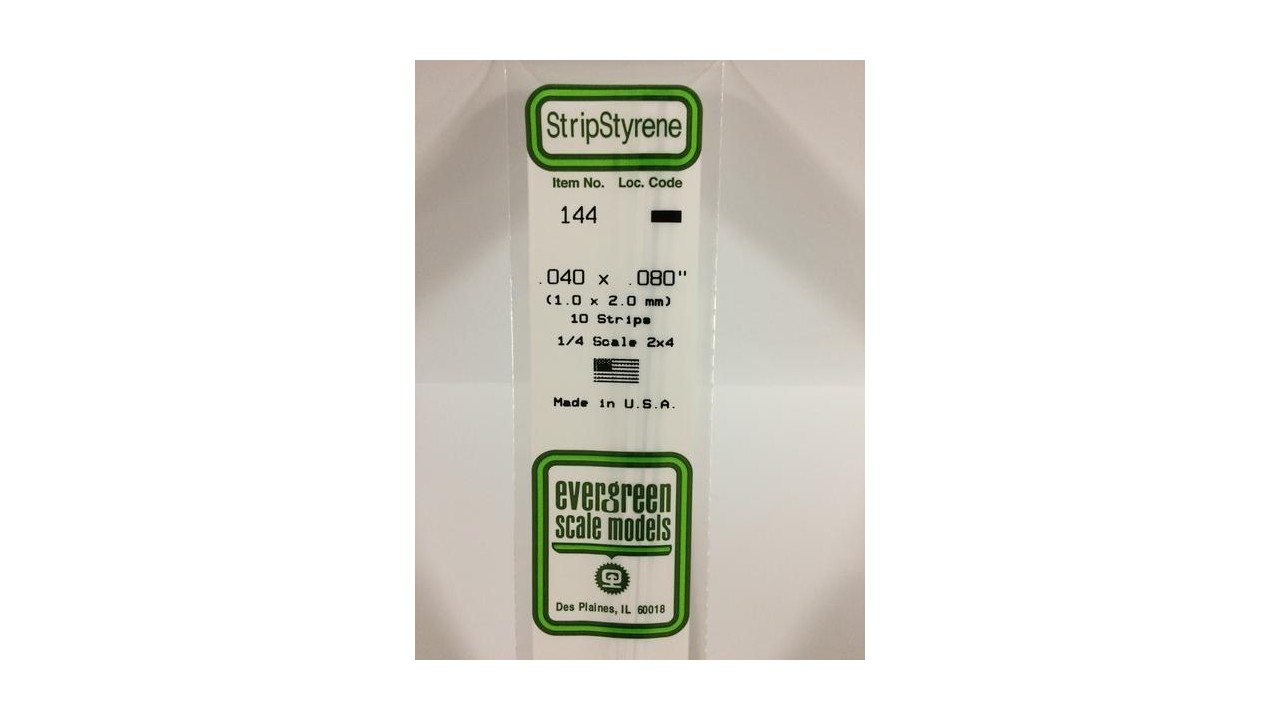 StripStyrene
Item No. Loc. Code
144
.040 x .080"
(1.0 x 2.0 mm)
10 Strips
1/4 Scale 2x4
Made in U.S.A.
evergreen
scale models
Des Plaines, IL 60018